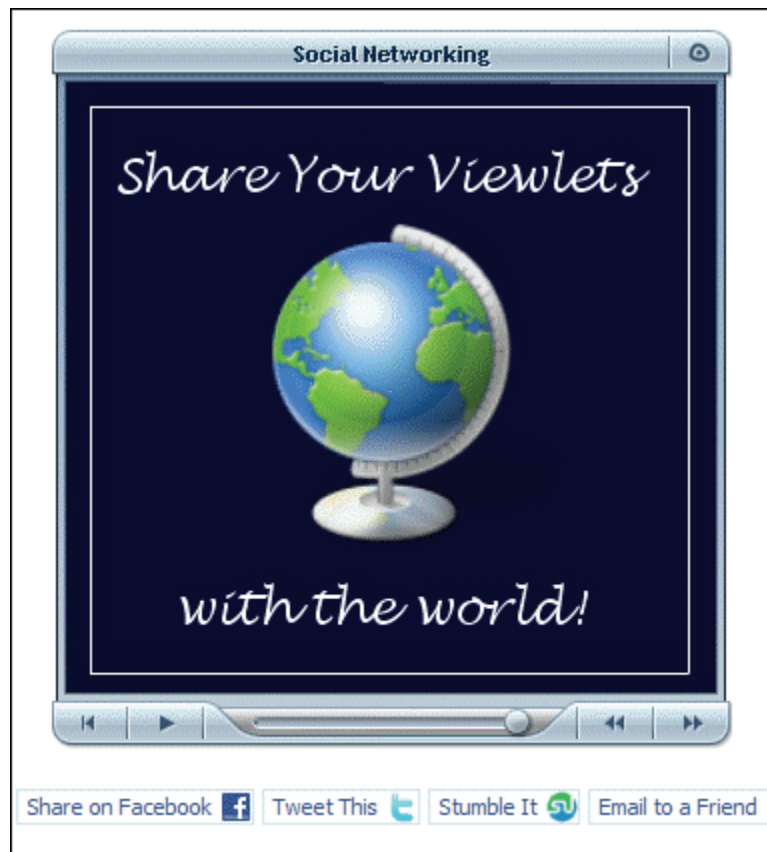 Social Networking
Share Your Viewlets
with the world!
Share on Facebook f Tweet This t Stumble It Email to a Friend